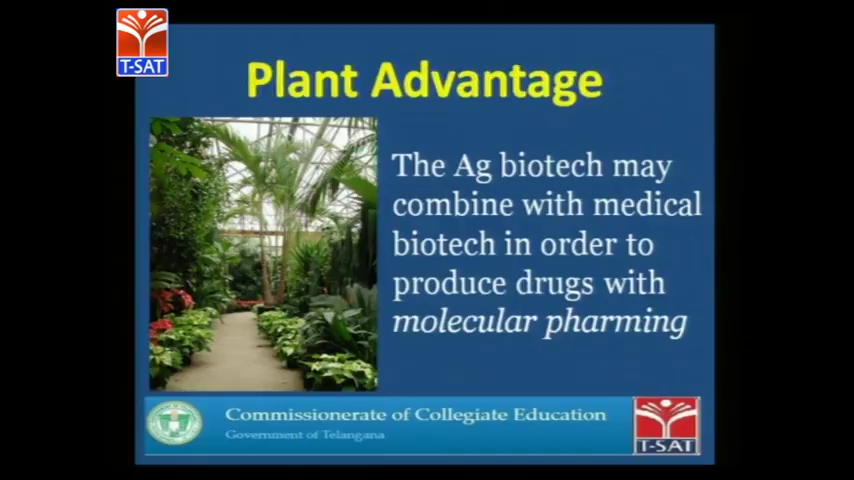 T-SAT
Plant Advantage
The Ag biotech may
combine with medical
biotech in order to
produce drugs with
molecular pharming
Commissionerate of Collegiate Education
Government of Telangana
T-SAT